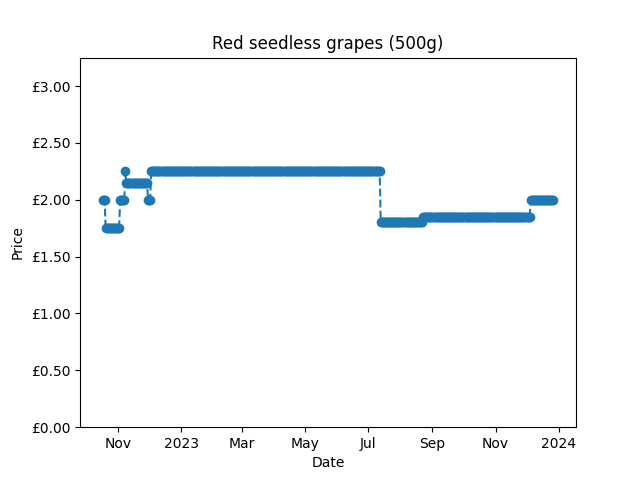 Red seedless grapes (500g)
£3.00
£2.50
£2.00
£1.50
£1.00
£0.50
£0.00
Price
Nov 2023 Mar May Jul Sep Nov 2024
Date